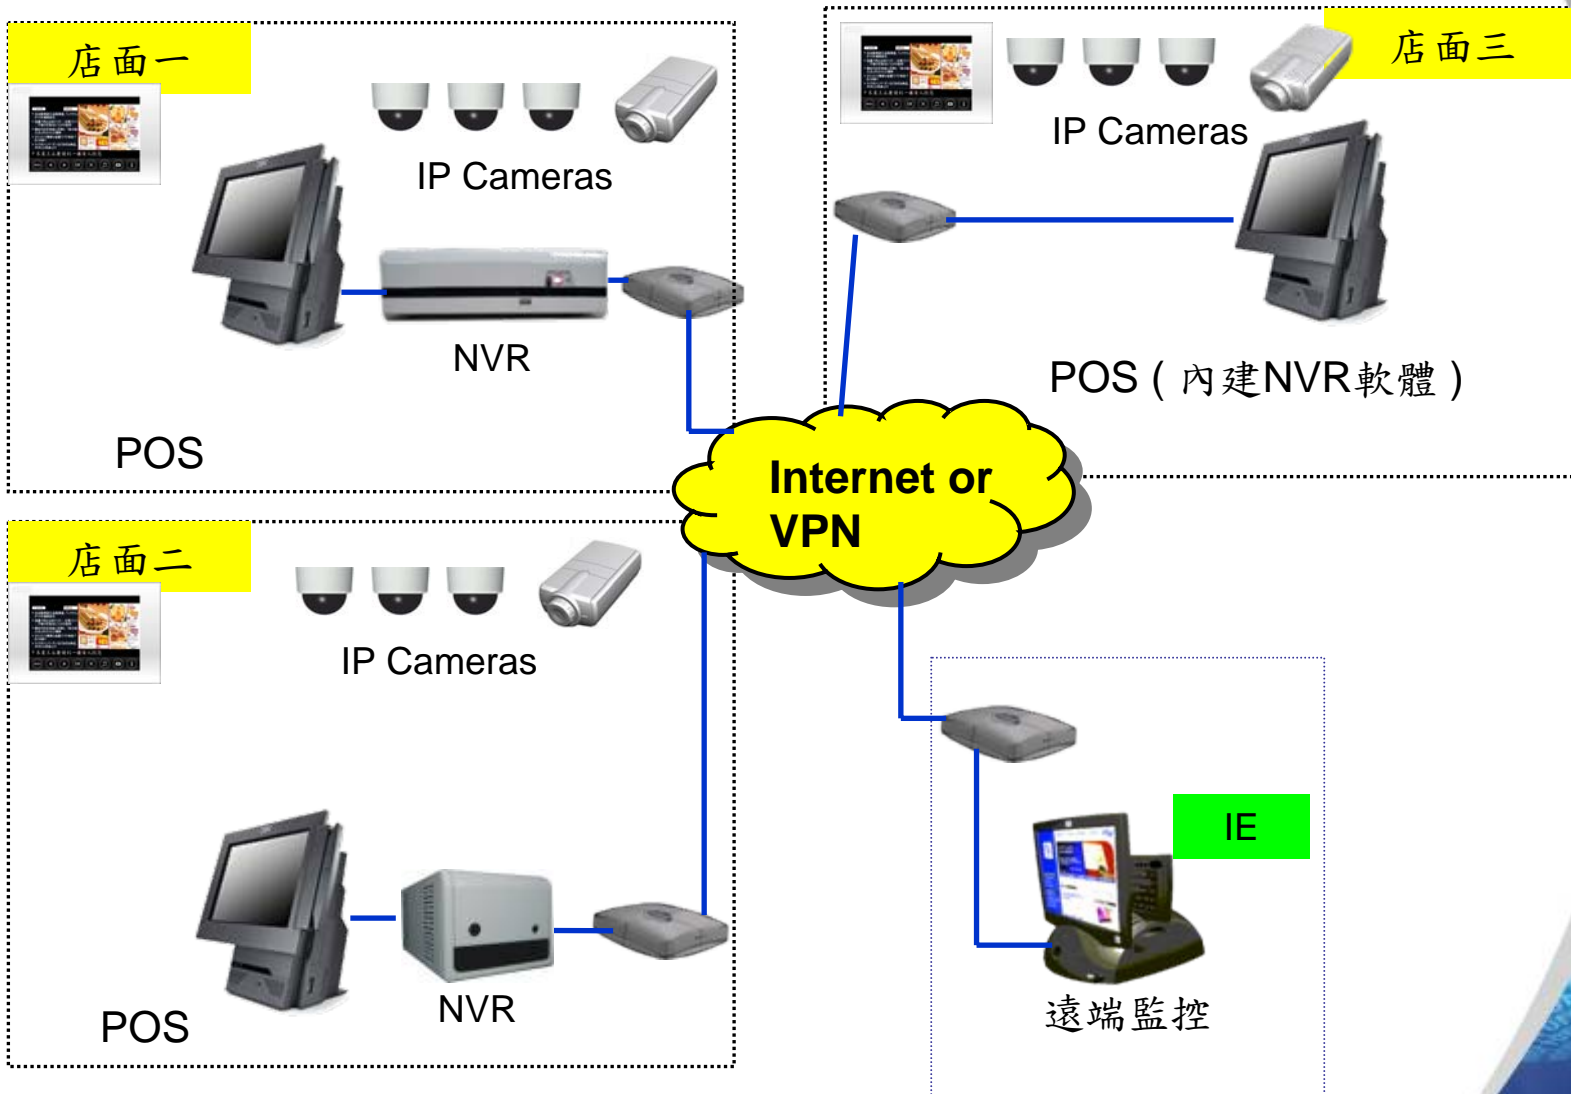 店面一
IP Cameras
NVR
POS
店面三
IP Cameras
POS ( 內建NVR軟體 )
Internet or
VPN
店面二
IP Cameras
NVR
POS
IE
遠端監控